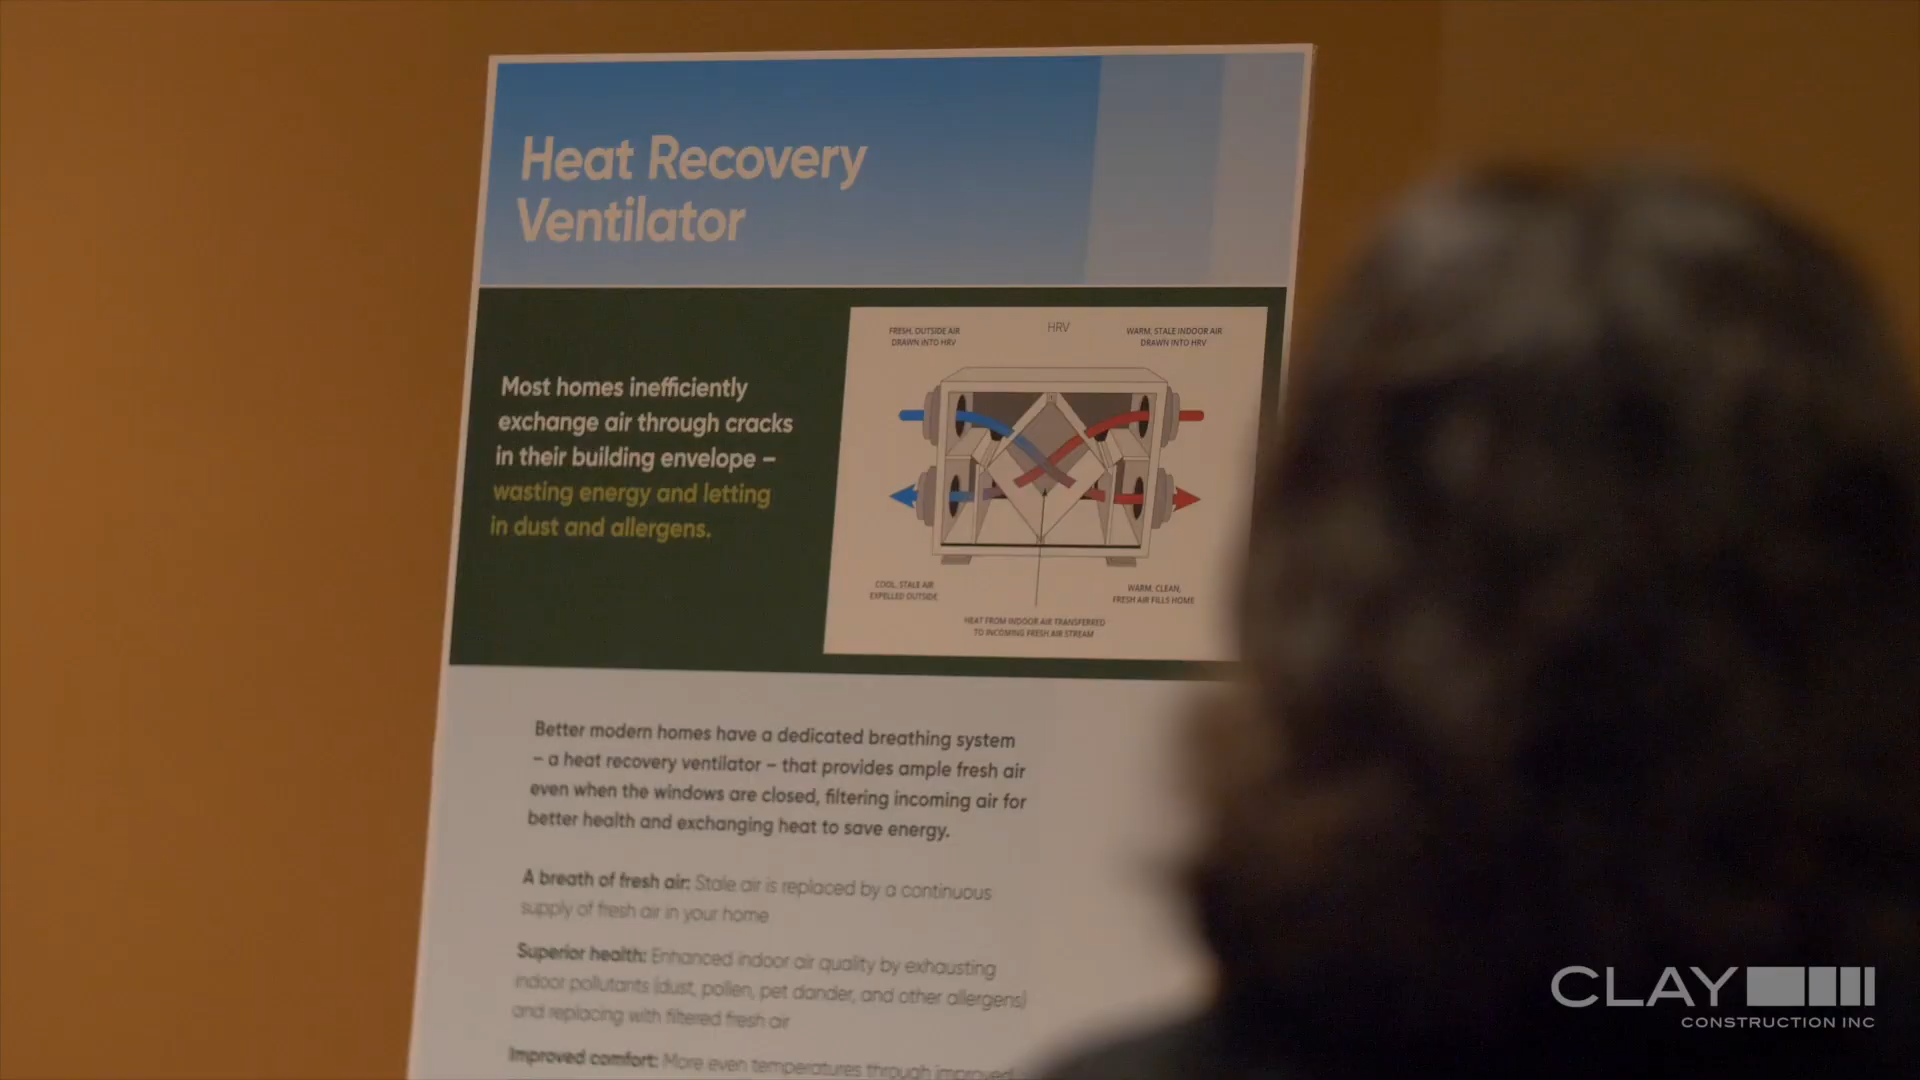 Heat Recovery
Ventilator
Most homes inefficiently
exchange air through cracks
in their building envelope –
wasting energy and letting
in dust and allergens.
HRV
FRESH, OUTSIDE AIR
DRAWN INTO HRV
WARM, STALE INDOOR AIR
DRAWN INTO HRV
COOL, STALE AIR
EXPELLED OUTSIDE
WARM, CLEAN,
FRESH AIR FILLS HOME
HEAT FROM INDOOR AIR TRANSFERRED
TO INCOMING FRESH AIR STREAM
Better modern homes have a dedicated breathing system
– a heat recovery ventilator – that provides ample fresh air
even when the windows are closed, filtering incoming air for
better health and exchanging heat to save energy.
A breath of fresh air: Stale air is replaced by a continuous
supply of fresh air in your home
Superior health: Enhanced indoor air quality by exhausting
indoor pollutants (dust, pollen, pet dander, and other allergens)
and replacing with filtered fresh air
Improved comfort: More even temperatures through improved
CLAY
CONSTRUCTION INC